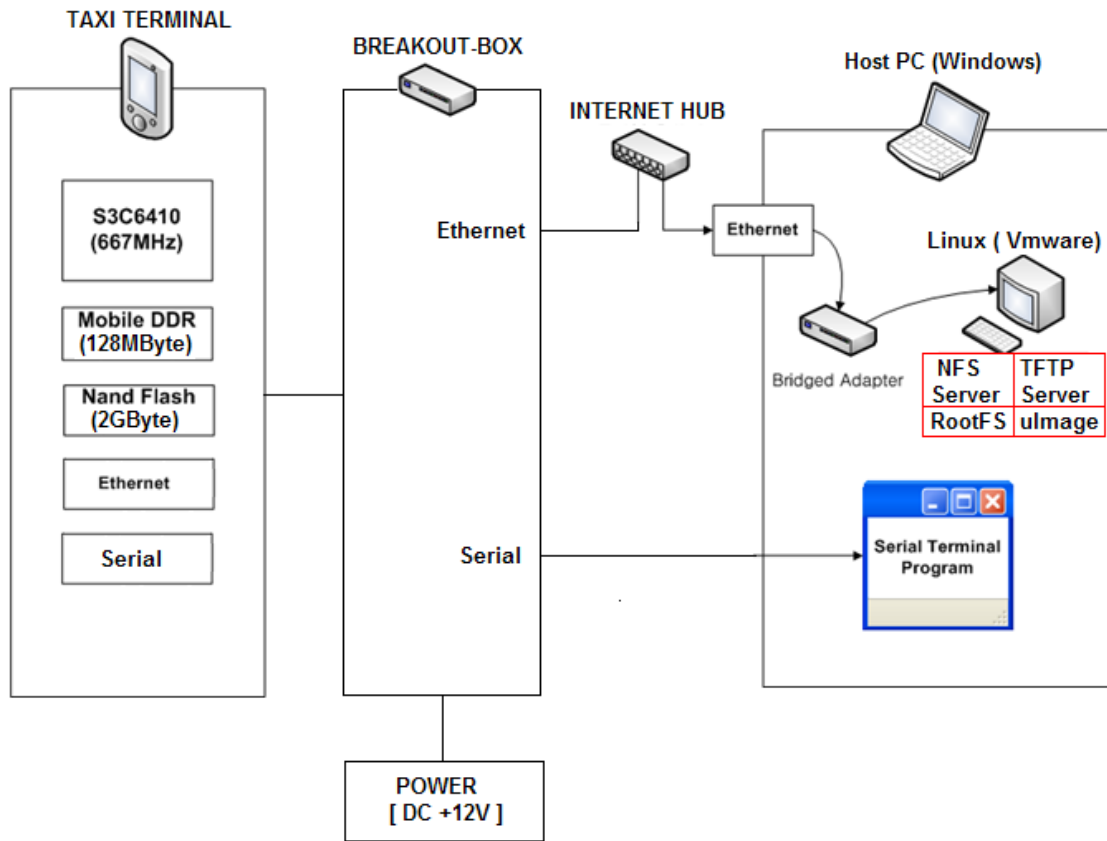 TAXI TERMINAL
S3C6410
(667MHz)
Mobile DDR
(128MByte)
Nand Flash
(2GByte)
Ethernet
Serial
BREAKOUT-BOX
Ethernet
Serial
POWER
[ DC +12V ]
INTERNET HUB
Host PC (Windows)
Ethernet
Linux ( Vmware)
Bridged Adapter
NFS
Server
TFTP
Server
RootFS
uImage
Serial Terminal
Program